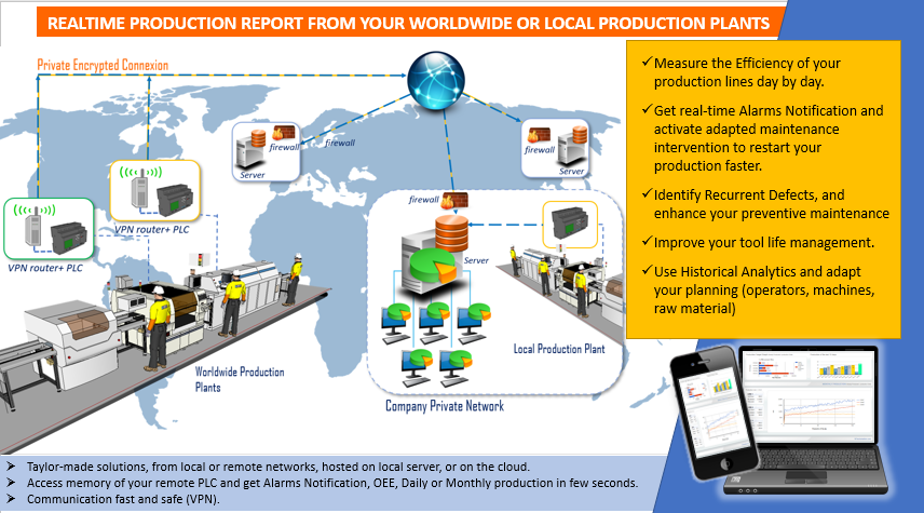 REALTIME PRODUCTION REPORT FROM YOUR WORLDWIDE OR LOCAL PRODUCTION PLANTS
Private Encrypted Connexion
firewall
Server
firewall
firewall
Server
VPN router+ PLC
VPN router+ PLC
firewall
Server
Worldwide Production
Plants
Local Production Plant
Company Private Network
✓Measure the Efficiency of your
production lines day by day.
✓Get real-time Alarms Notification and
activate adapted maintenance
intervention to restart your
production faster.
✓Identify Recurrent Defects, and
enhance your preventive maintenance
✓Improve your tool life management.
✓Use Historical Analytics and adapt
your planning (operators, machines,
raw material)
➤ Taylor-made solutions, from local or remote networks, hosted on local server, or on the cloud.
➤ Access memory of your remote PLC and get Alarms Notification, OEE, Daily or Monthly production in few seconds.
➤ Communication fast and safe (VPN).